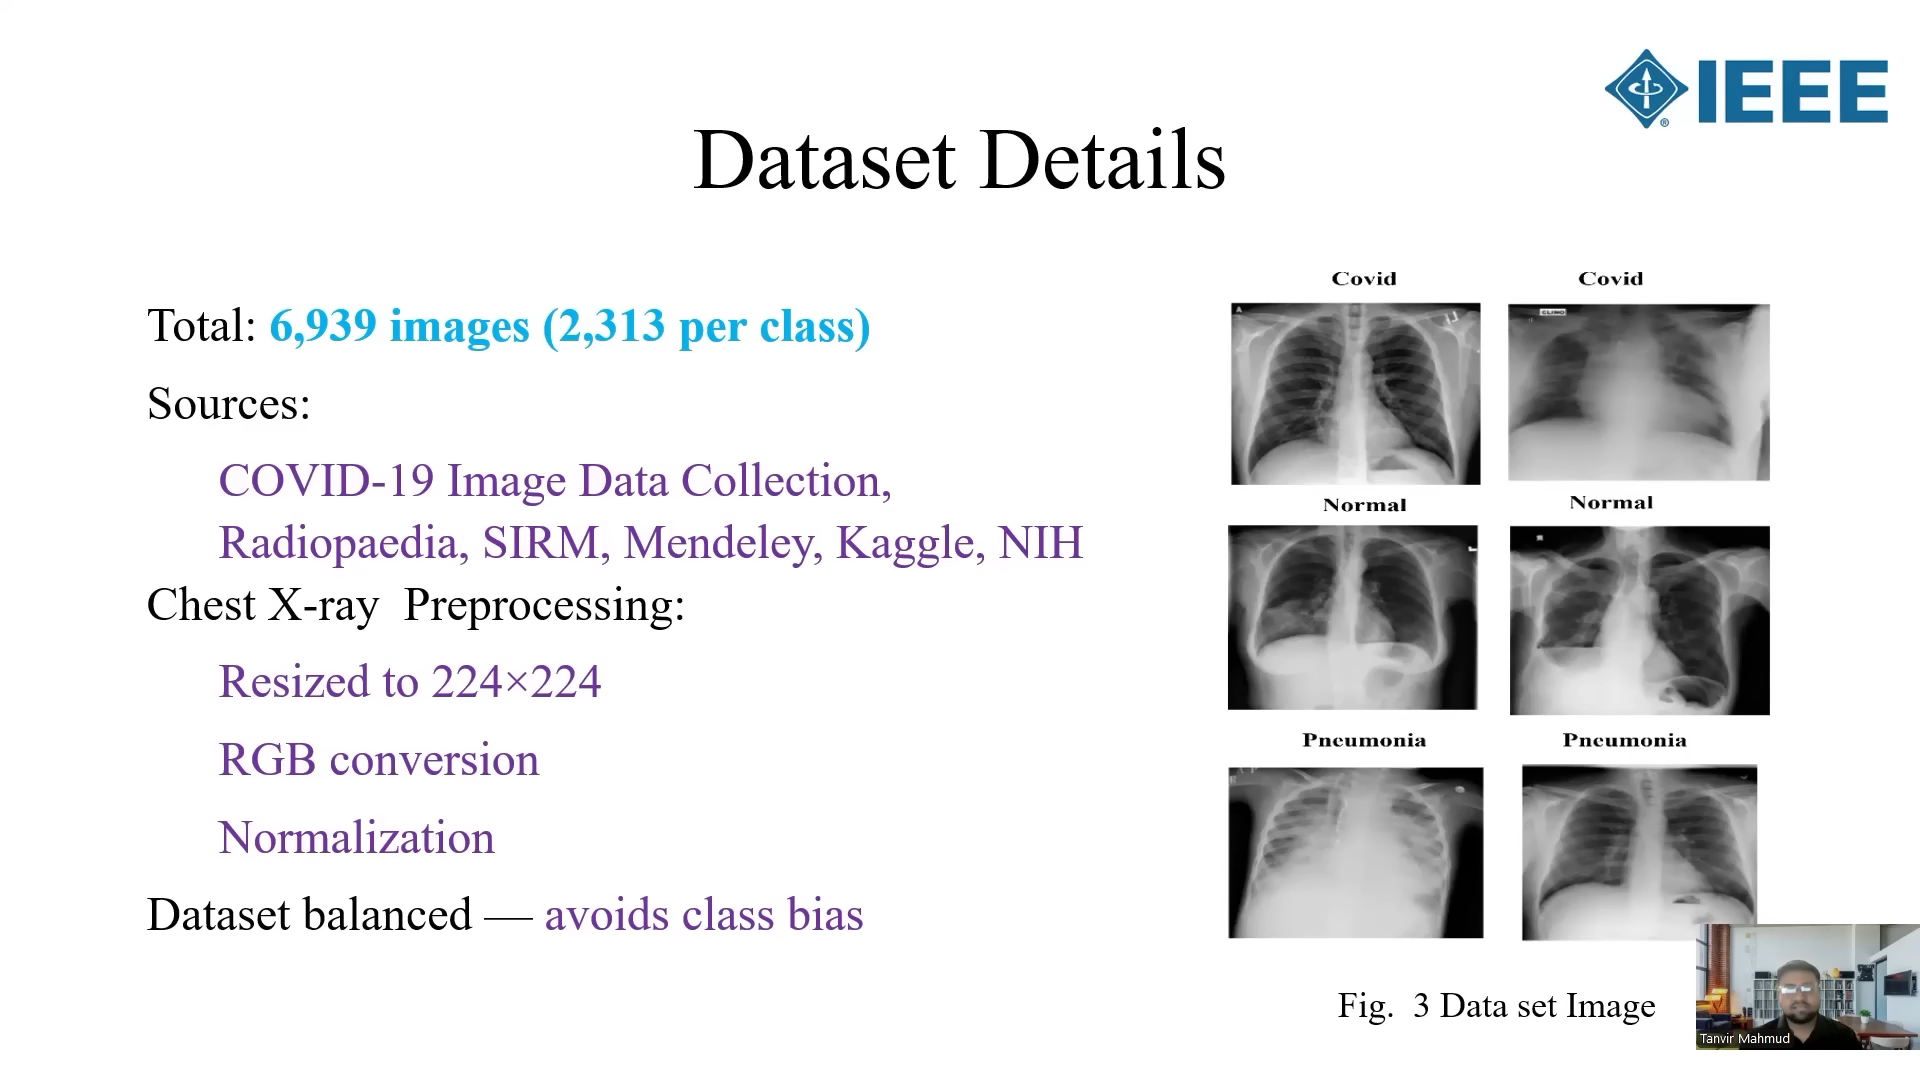 IEEE
Dataset Details
Total: 6,939 images (2,313 per class)
Sources:
COVID-19 Image Data Collection,
Radiopaedia, SIRM, Mendeley, Kaggle, NIH
Chest X-ray  Preprocessing:
Resized to 224×224
RGB conversion
Normalization
Dataset balanced — avoids class bias
Covid Covid
Normal Normal
Pneumonia Pneumonia
Fig.  3 Data set Image
Tanvir Mahmud